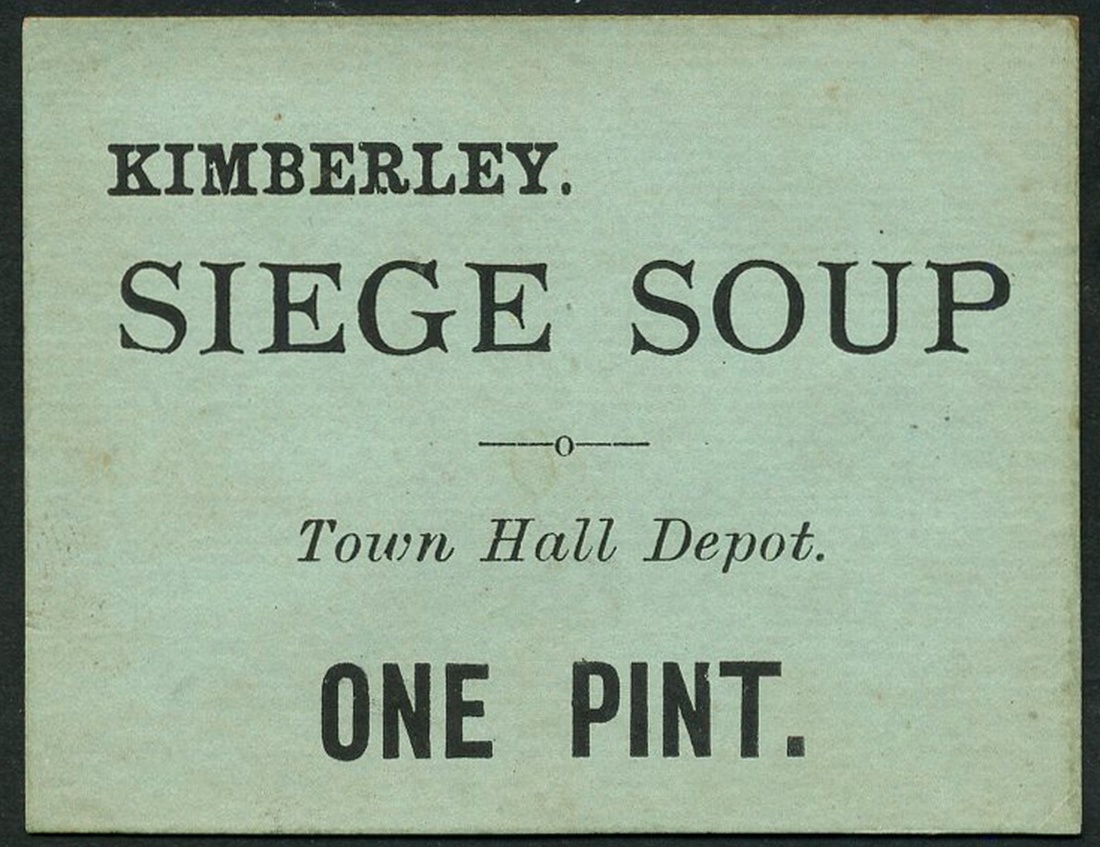 KIMBERLEY.
SIEGE SOUP
—o—
Town Hall Depot.
ONE PINT.